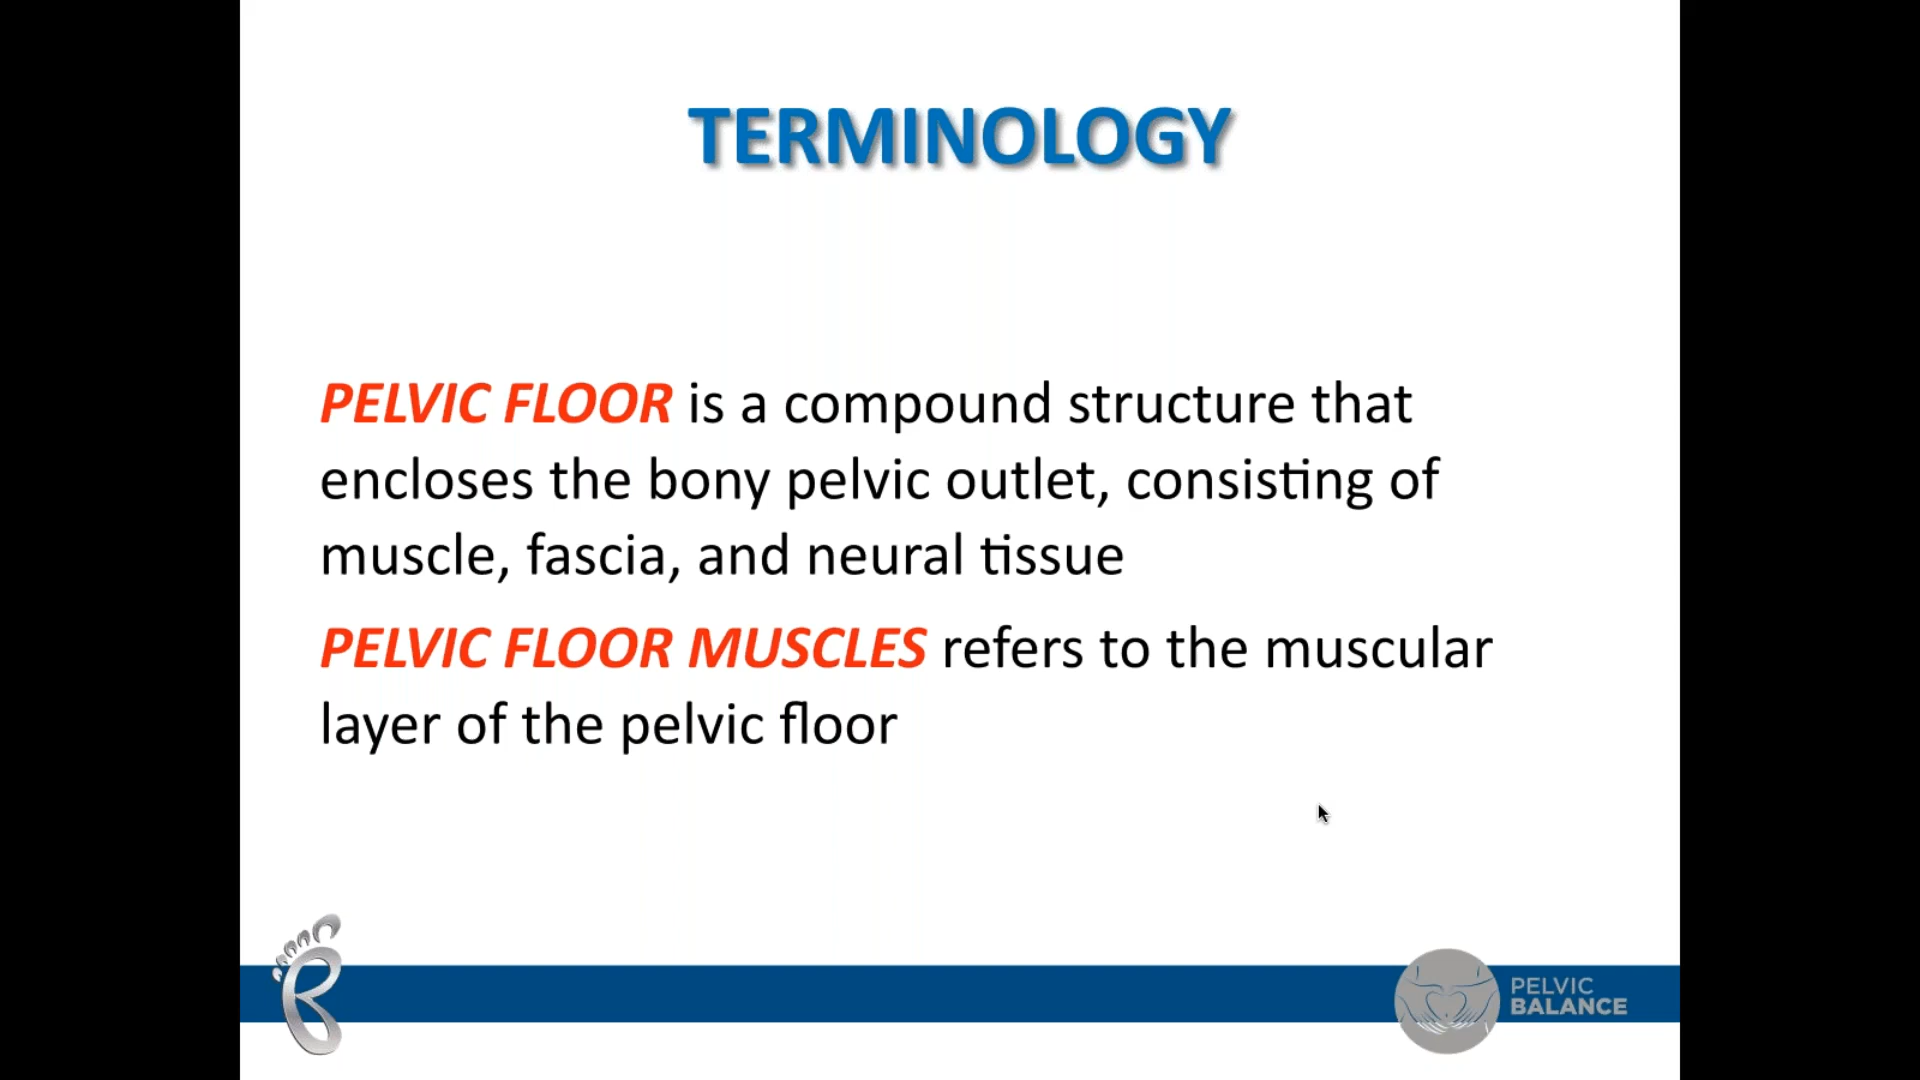 TERMINOLOGY
PELVIC FLOOR is a compound structure that
encloses the bony pelvic outlet, consisting of
muscle, fascia, and neural tissue
PELVIC FLOOR MUSCLES refers to the muscular
layer of the pelvic floor
PELVIC
BALANCE